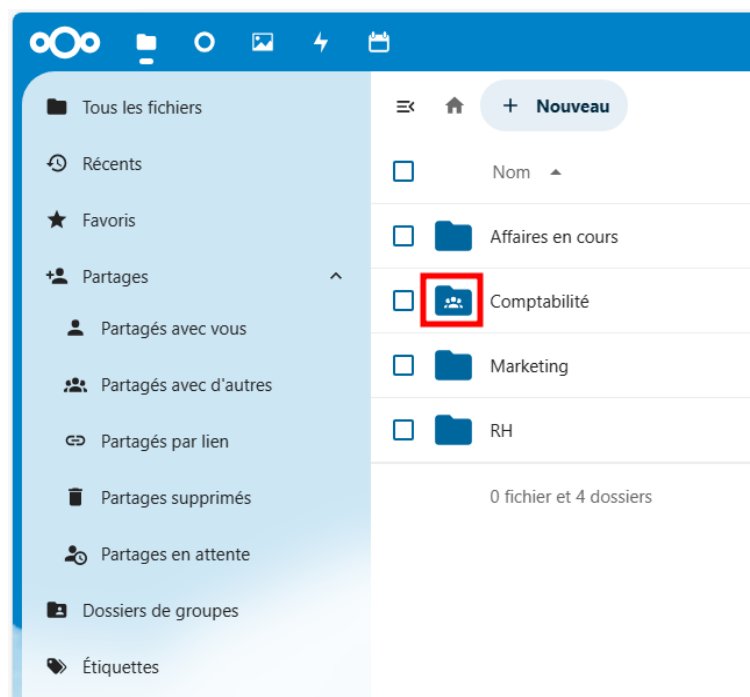 Tous les fichiers
Récents
Favoris
Partages
Partagés avec vous
Partagés avec d'autres
Partagés par lien
Partages supprimés
Partages en attente
Dossiers de groupes
Étiquettes
+ Nouveau
Nom
Affaires en cours
Comptabilité
Marketing
RH
0 fichier et 4 dossiers